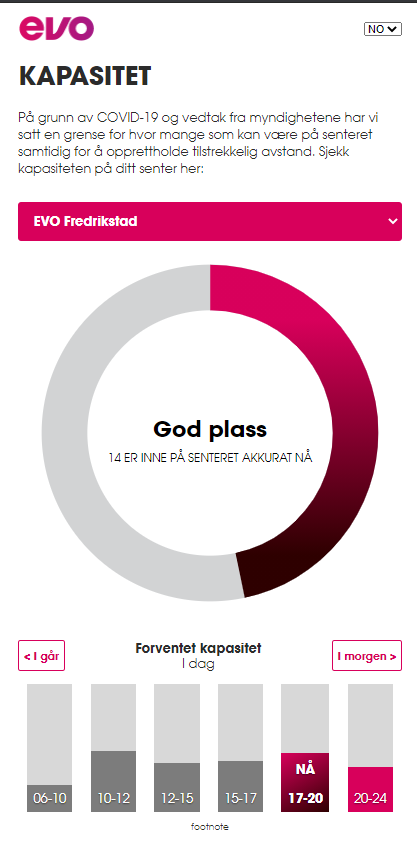 evo
NO
KAPASITET
På grunn av COVID-19 og vedtak fra myndighetene har vi
satt en grense for hvor mange som kan være på senteret
samtidig for å opprettholde tilstrekkelig avstand. Sjekk
kapasiteten på ditt senter her:
EVO Fredrikstad
God plass
14 ER INNE PÅ SENTERET AKKURAT NÅ
< I går
Forventet kapasitet
I dag
I morgen >
NÅ
06-10 10-12 12-15 15-17 17-20 20-24
footnote